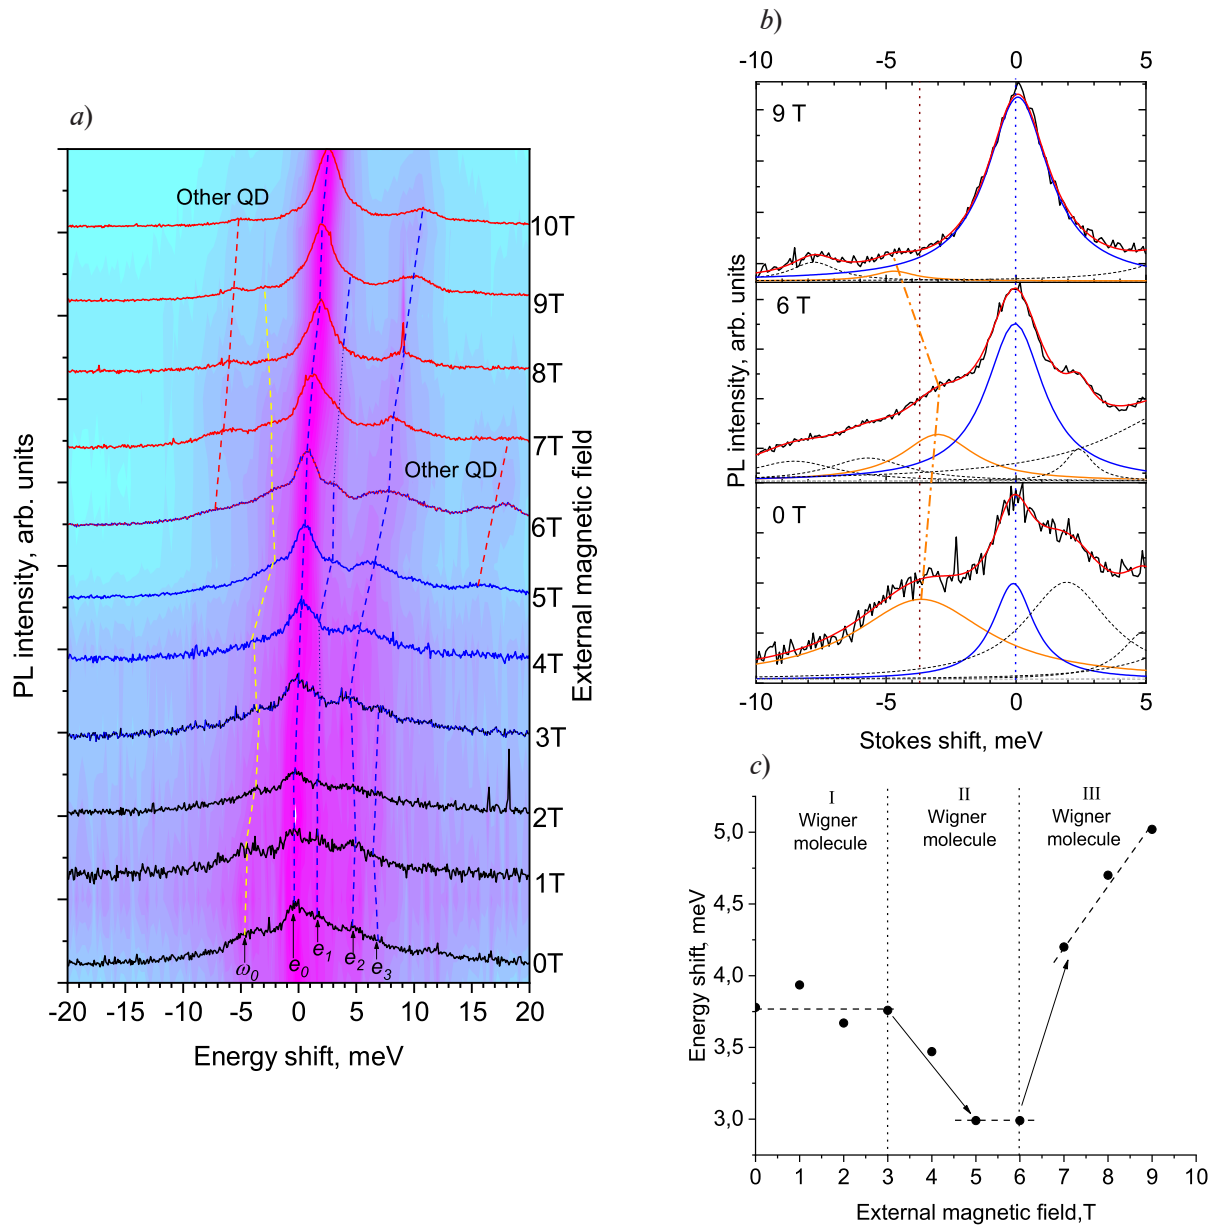 a)
Other QD
10T
9T
8T
7T
Other QD
6T
5T
4T
3T
2T
1T
0T
ω0
e0
e1
e2
e3
-20 -15 -10 -5 0 5 10 15 20
Energy shift, meV
PL intensity, arb. units
External magnetic field
b)
-10 -5 0 5
9 T
6 T
0 T
PL intensity, arb. units
-10 -5 0 5
Stokes shift, meV
c)
I
Wigner
molecule
II
Wigner
molecule
III
Wigner
molecule
5,0
4,5
4,0
3,5
3,0
Energy shift, meV
0 1 2 3 4 5 6 7 8 9 10
External magnetic field,T